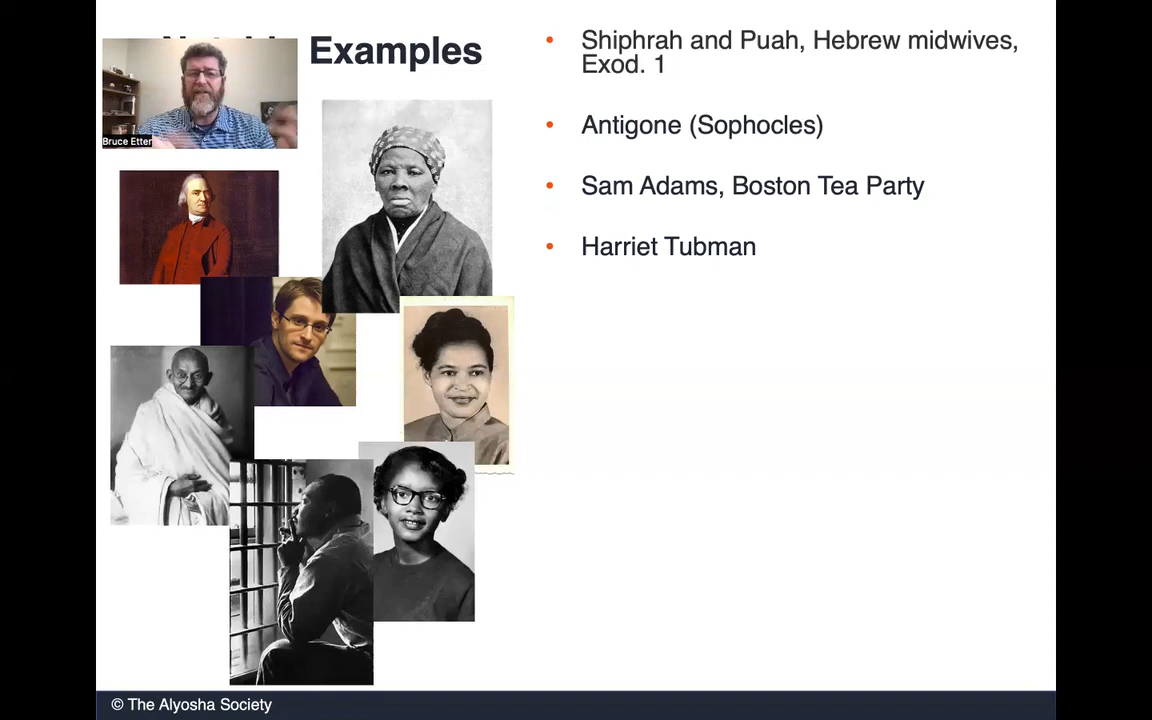 Examples
Bruce Etter
• Shiphrah and Puah, Hebrew midwives,
Exod. 1
• Antigone (Sophocles)
• Sam Adams, Boston Tea Party
• Harriet Tubman
© The Alyosha Society